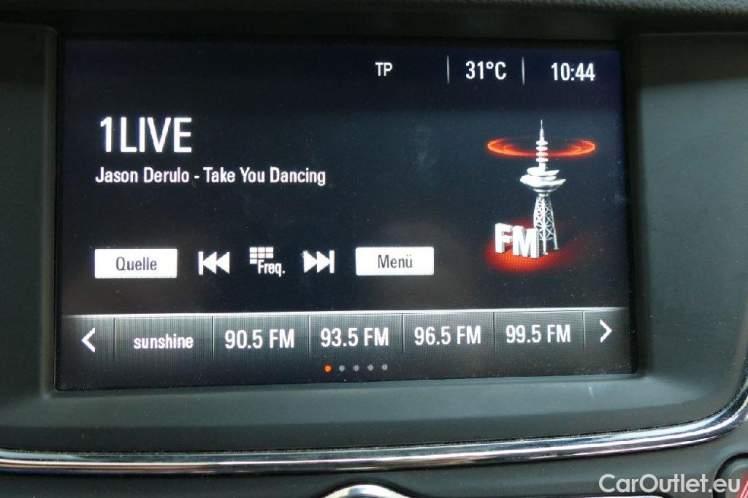 TP 31°C 10:44
1LIVE
Jason Derulo - Take You Dancing
FM
Quelle Freq. Menü
sunshine 90.5 FM 93.5 FM 96.5 FM 99.5 FM
CarOutlet.eu